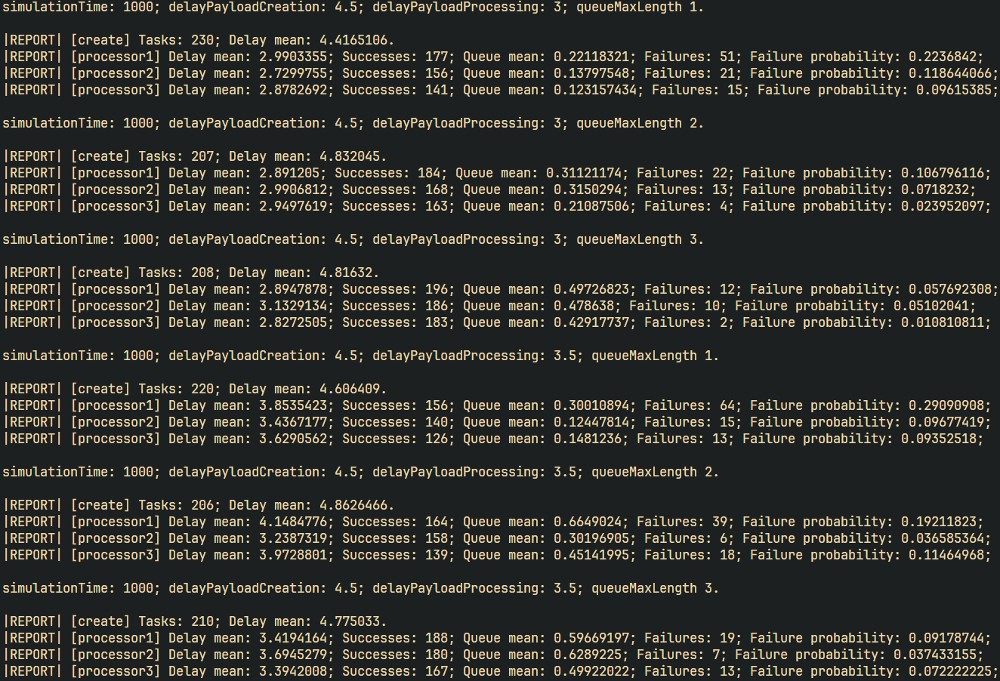 simulationTime: 1000; delayPayloadCreation: 4.5; delayPayloadProcessing: 3; queueMaxLength 1.
|REPORT| [create] Tasks: 230; Delay mean: 4.4165106.
|REPORT| [processor1] Delay mean: 2.9903355; Successes: 177; Queue mean: 0.22118321; Failures: 51; Failure probability: 0.2236842;
|REPORT| [processor2] Delay mean: 2.7299755; Successes: 156; Queue mean: 0.13797548; Failures: 21; Failure probability: 0.118644066;
|REPORT| [processor3] Delay mean: 2.8782692; Successes: 141; Queue mean: 0.123157434; Failures: 15; Failure probability: 0.09615385;
simulationTime: 1000; delayPayloadCreation: 4.5; delayPayloadProcessing: 3; queueMaxLength 2.
|REPORT| [create] Tasks: 207; Delay mean: 4.832045.
|REPORT| [processor1] Delay mean: 2.891205; Successes: 184; Queue mean: 0.31121174; Failures: 22; Failure probability: 0.106796116;
|REPORT| [processor2] Delay mean: 2.9906812; Successes: 168; Queue mean: 0.3150294; Failures: 13; Failure probability: 0.0718232;
|REPORT| [processor3] Delay mean: 2.9497619; Successes: 163; Queue mean: 0.21087506; Failures: 4; Failure probability: 0.023952097;
simulationTime: 1000; delayPayloadCreation: 4.5; delayPayloadProcessing: 3; queueMaxLength 3.
|REPORT| [create] Tasks: 208; Delay mean: 4.81632.
|REPORT| [processor1] Delay mean: 2.8947878; Successes: 196; Queue mean: 0.49726823; Failures: 12; Failure probability: 0.057692308;
|REPORT| [processor2] Delay mean: 3.1329134; Successes: 186; Queue mean: 0.478638; Failures: 10; Failure probability: 0.05102041;
|REPORT| [processor3] Delay mean: 2.8272505; Successes: 183; Queue mean: 0.42917737; Failures: 2; Failure probability: 0.010810811;
simulationTime: 1000; delayPayloadCreation: 4.5; delayPayloadProcessing: 3.5; queueMaxLength 1.
|REPORT| [create] Tasks: 220; Delay mean: 4.606409.
|REPORT| [processor1] Delay mean: 3.8535423; Successes: 156; Queue mean: 0.30010894; Failures: 64; Failure probability: 0.29090908;
|REPORT| [processor2] Delay mean: 3.4367177; Successes: 140; Queue mean: 0.12447814; Failures: 15; Failure probability: 0.09677419;
|REPORT| [processor3] Delay mean: 3.6290562; Successes: 126; Queue mean: 0.1481236; Failures: 13; Failure probability: 0.09352518;
simulationTime: 1000; delayPayloadCreation: 4.5; delayPayloadProcessing: 3.5; queueMaxLength 2.
|REPORT| [create] Tasks: 206; Delay mean: 4.8626466.
|REPORT| [processor1] Delay mean: 4.1484776; Successes: 164; Queue mean: 0.6649024; Failures: 39; Failure probability: 0.19211823;
|REPORT| [processor2] Delay mean: 3.2387319; Successes: 158; Queue mean: 0.30196905; Failures: 6; Failure probability: 0.036585364;
|REPORT| [processor3] Delay mean: 3.9728801; Successes: 139; Queue mean: 0.45141995; Failures: 18; Failure probability: 0.11464968;
simulationTime: 1000; delayPayloadCreation: 4.5; delayPayloadProcessing: 3.5; queueMaxLength 3.
|REPORT| [create] Tasks: 210; Delay mean: 4.775033.
|REPORT| [processor1] Delay mean: 3.4194164; Successes: 188; Queue mean: 0.59669197; Failures: 19; Failure probability: 0.09178744;
|REPORT| [processor2] Delay mean: 3.6945279; Successes: 180; Queue mean: 0.6289225; Failures: 7; Failure probability: 0.037433155;
|REPORT| [processor3] Delay mean: 3.3942008; Successes: 167; Queue mean: 0.49922022; Failures: 13; Failure probability: 0.072222225;